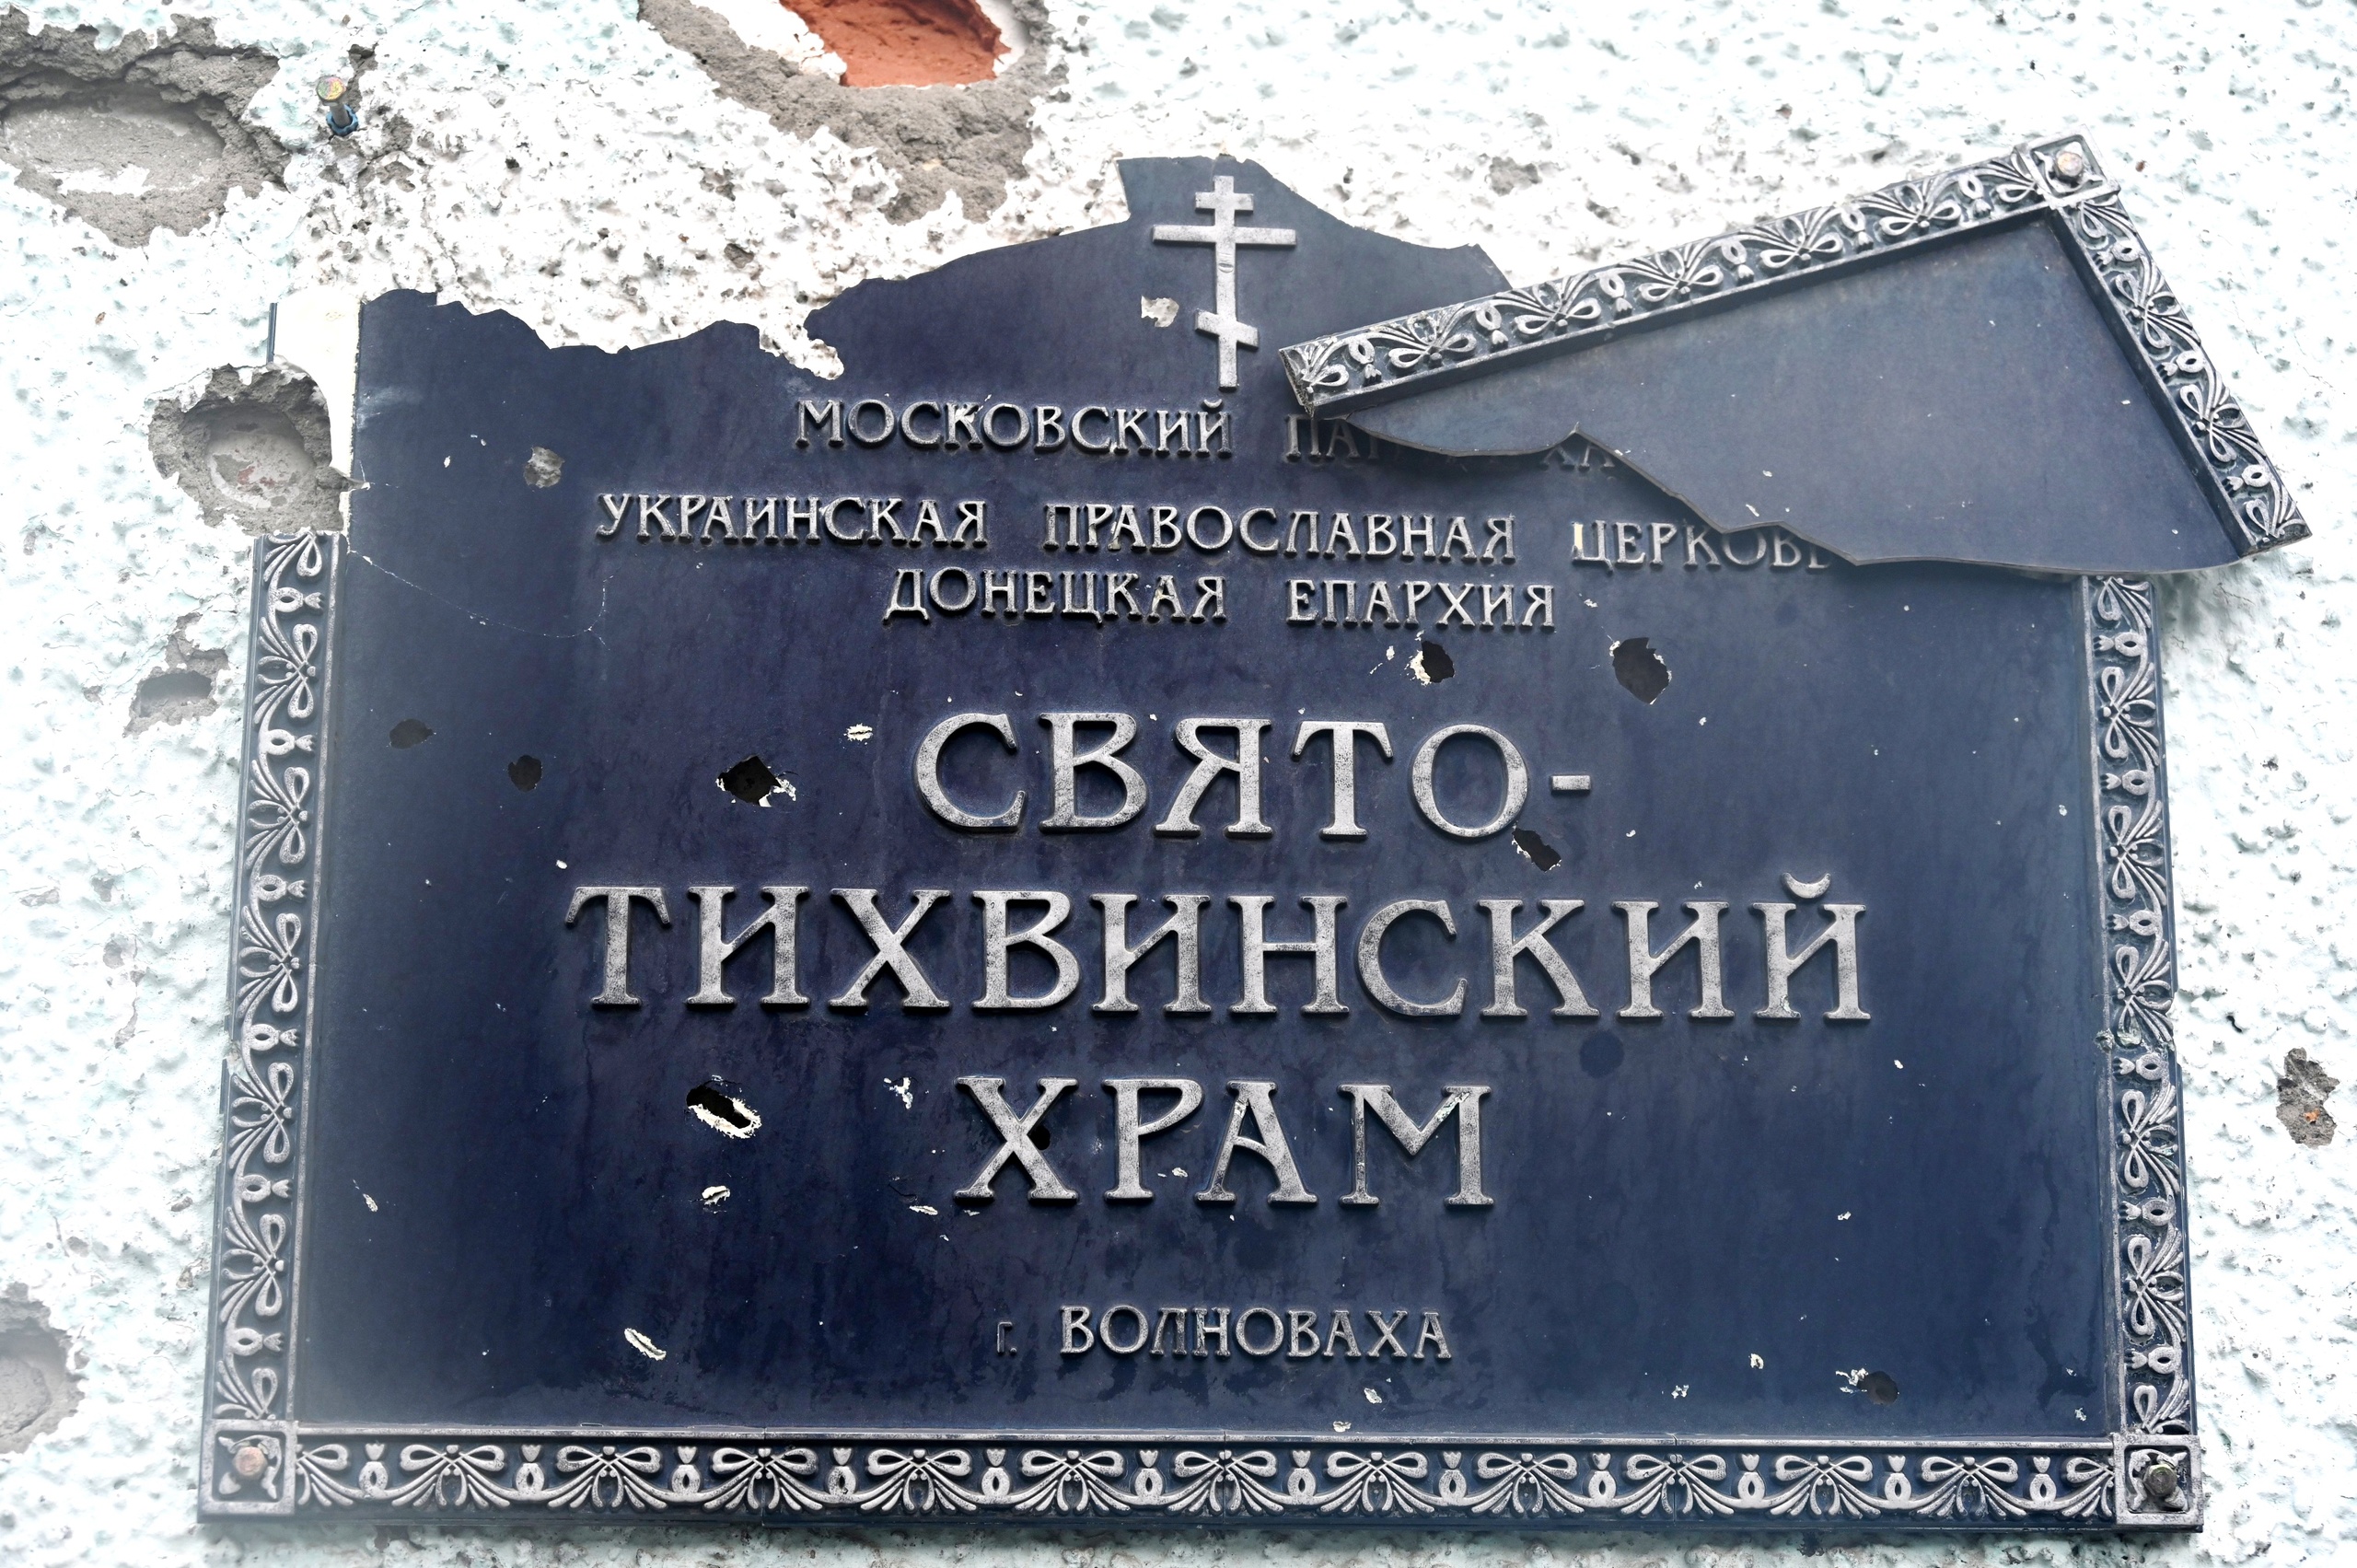 МОСКОВСКИЙ
УКРАИНСКАЯ ПРАВОСЛАВНАЯ ЦЕРКОВЬ
ДОНЕЦКАЯ ЕПАРХИЯ
СВЯТО-
ТИХВИНСКИЙ
ХРАМ
г. ВОЛНОВАХА